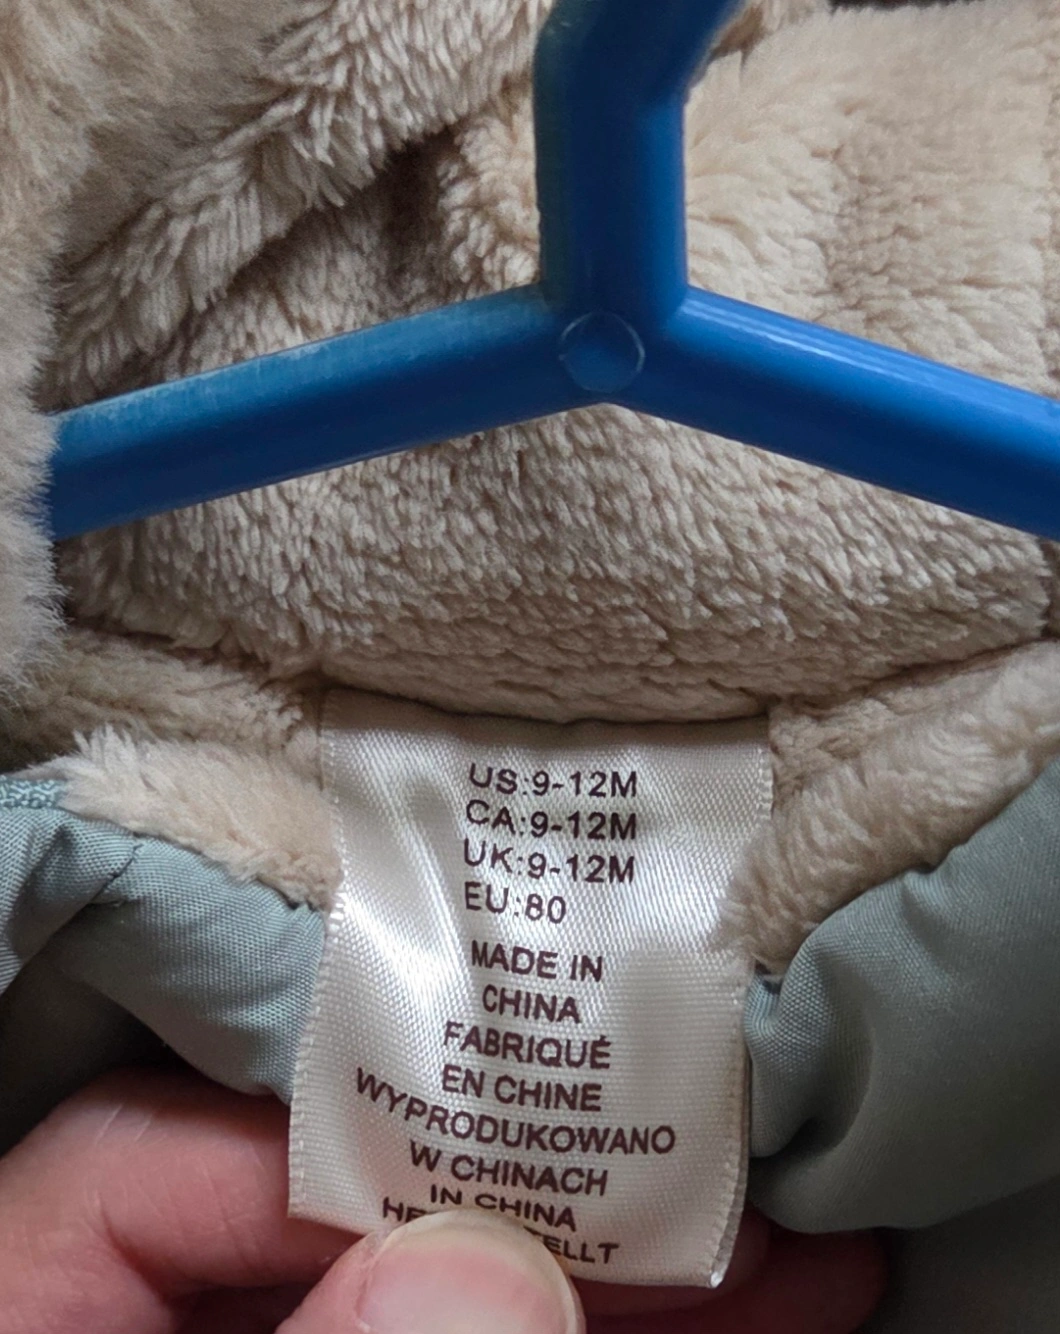 US:9-12M
CA:9-12M
UK:9-12M
EU:80
MADE IN
CHINA
FABRIQUÉ
EN CHINE
WYPRODUKOWANO
W CHINACH
IN CHINA